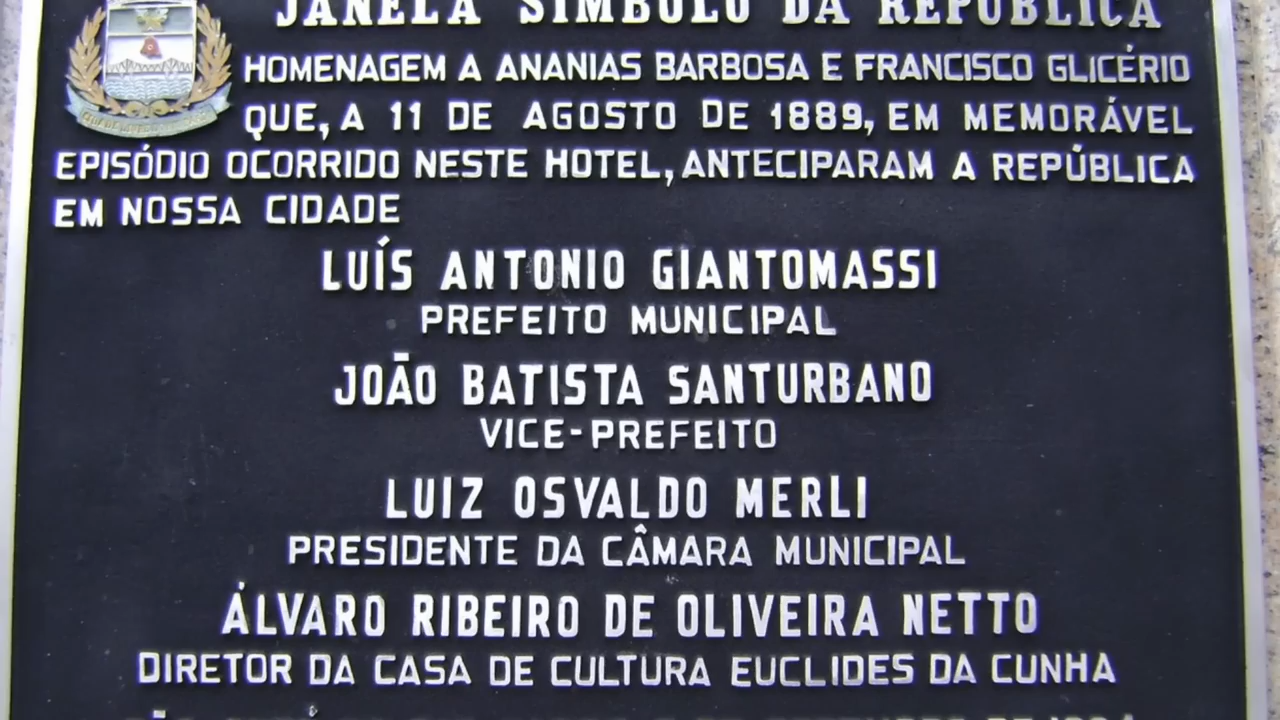 JANELA SÍMBOLO DA REPÚBLICA
HOMENAGEM A ANANIAS BARBOSA E FRANCISCO GLICÉRIO
QUE, A 11 DE AGOSTO DE 1889, EM MEMORÁVEL
EPISÓDIO OCORRIDO NESTE HOTEL, ANTECIPARAM A REPÚBLICA
EM NOSSA CIDADE
LUÍS ANTONIO GIANTOMASSI
PREFEITO MUNICIPAL
JOÃO BATISTA SANTURBANO
VICE-PREFEITO
LUIZ OSVALDO MERLI
PRESIDENTE DA CÂMARA MUNICIPAL
ÁLVARO RIBEIRO DE OLIVEIRA NETTO
DIRETOR DA CASA DE CULTURA EUCLIDES DA CUNHA